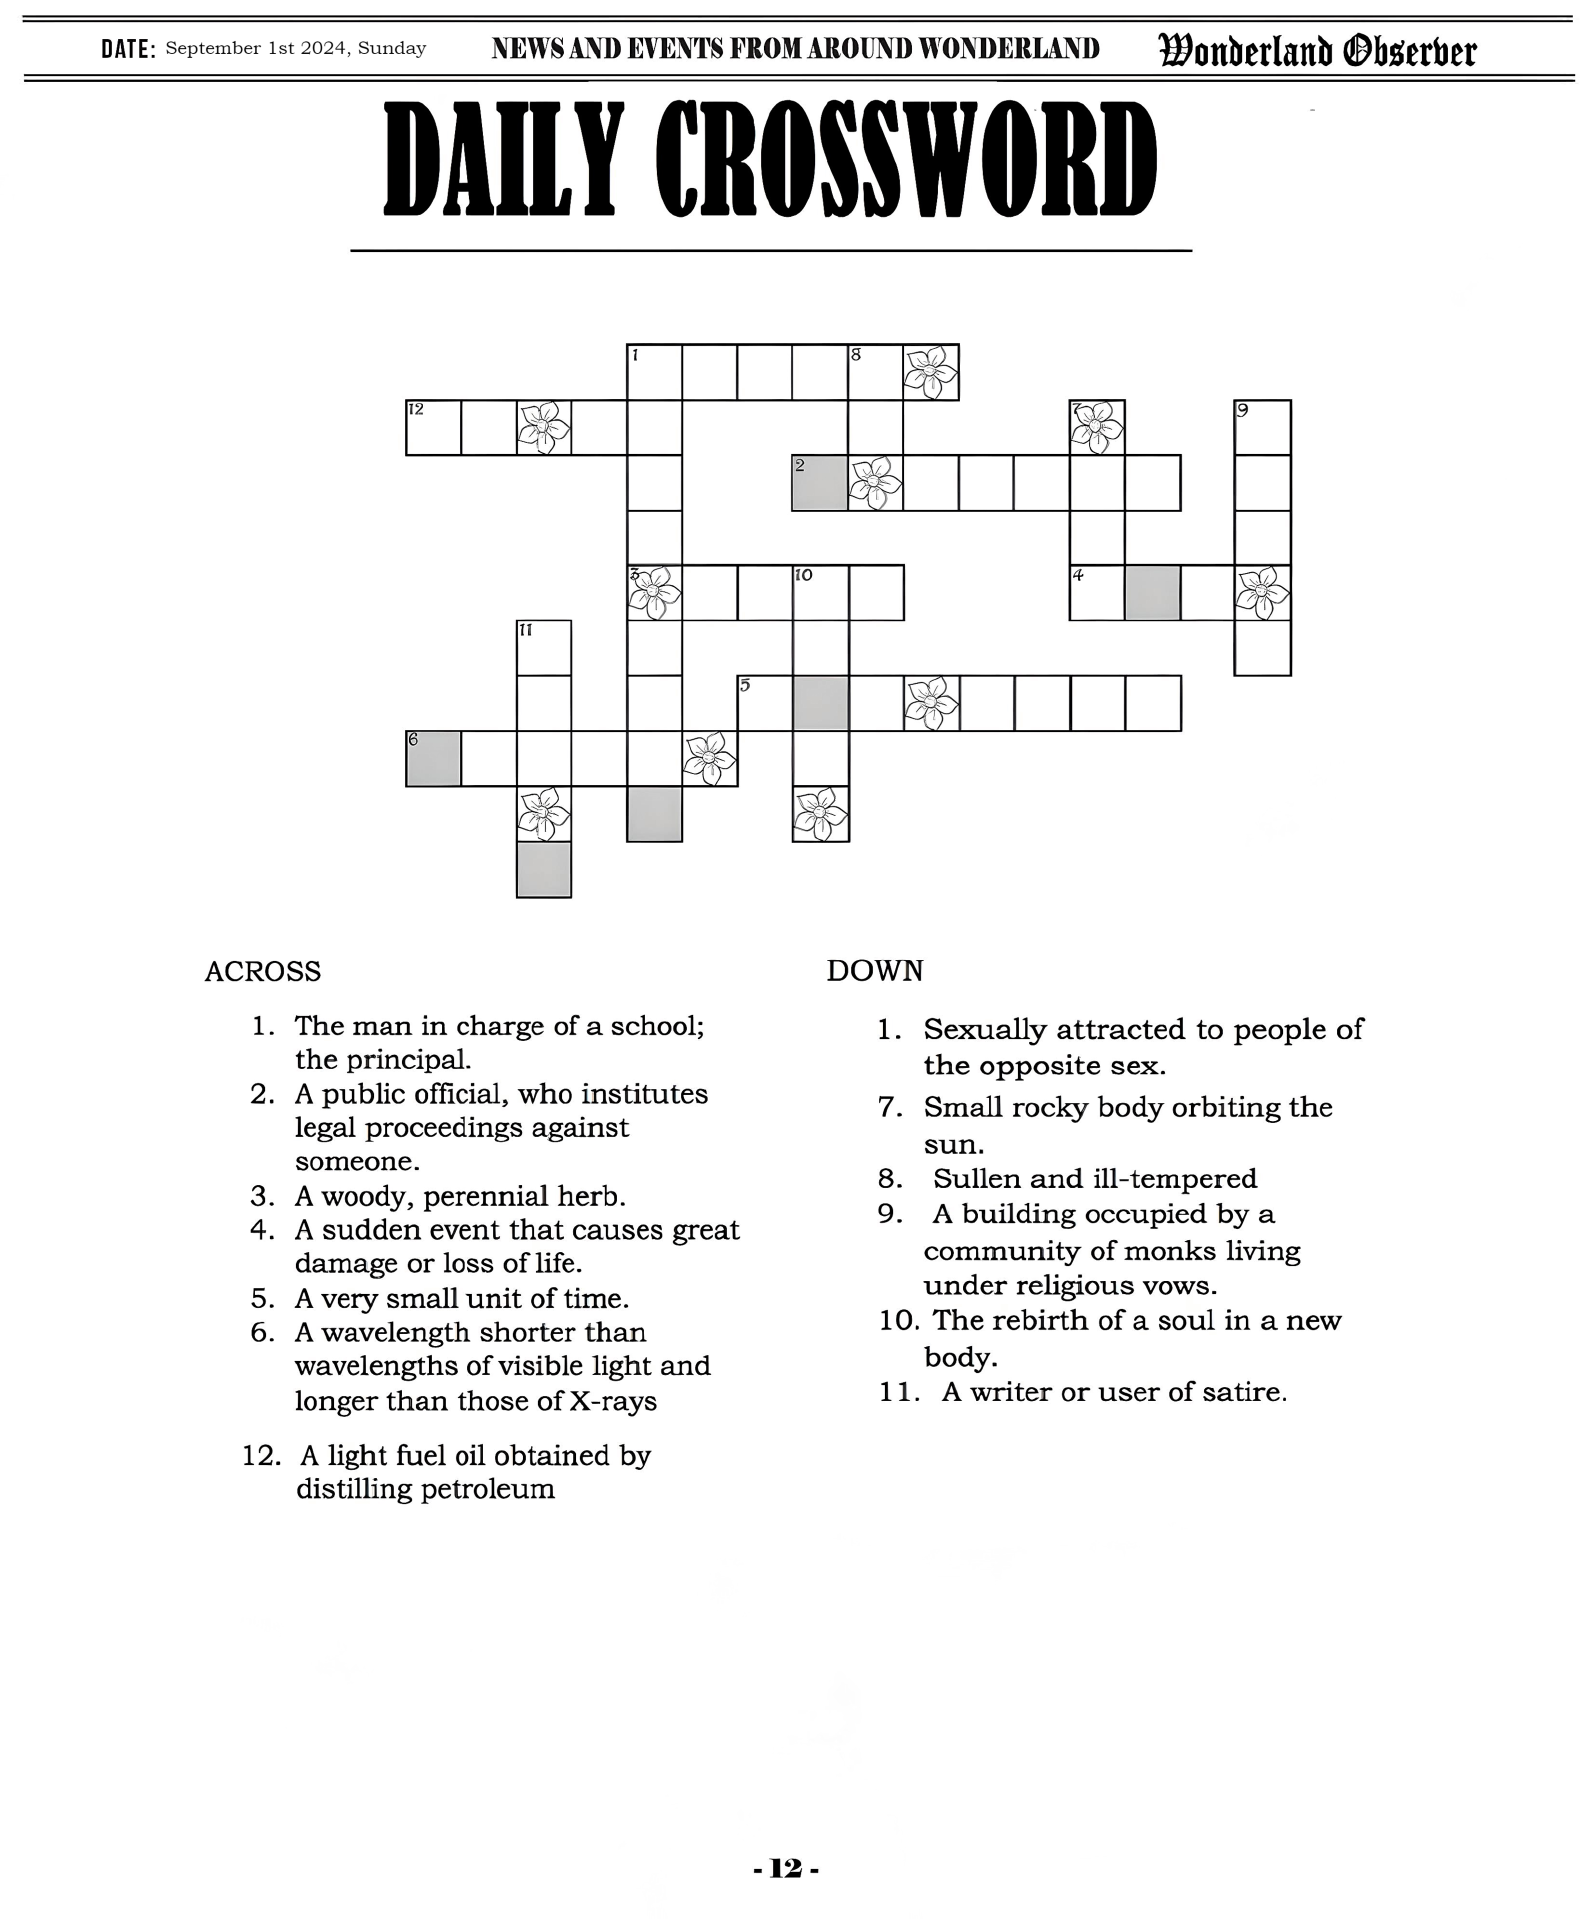 DATE: September 1st 2024, Sunday
NEWS AND EVENTS FROM AROUND WONDERLAND
Wonderland Observer
DAILY CROSSWORD
1 8
12 7 9
2
3 10 4
11
5
6
ACROSS
1. The man in charge of a school;
the principal.
2. A public official, who institutes
legal proceedings against
someone.
3. A woody, perennial herb.
4. A sudden event that causes great
damage or loss of life.
5. A very small unit of time.
6. A wavelength shorter than
wavelengths of visible light and
longer than those of X-rays
12. A light fuel oil obtained by
distilling petroleum
DOWN
1. Sexually attracted to people of
the opposite sex.
7. Small rocky body orbiting the
sun.
8. Sullen and ill-tempered
9. A building occupied by a
community of monks living
under religious vows.
10. The rebirth of a soul in a new
body.
11. A writer or user of satire.
- 12 -